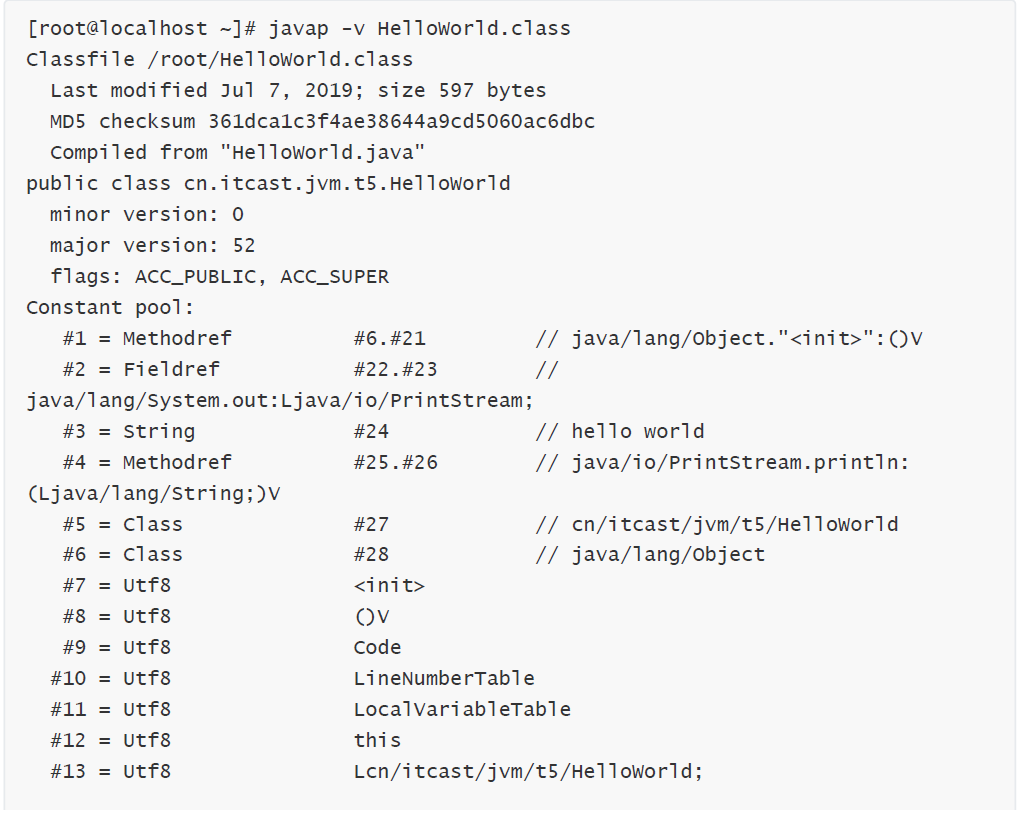 [root@localhost ~]# javap -v HelloWorld.class
Classfile /root/HelloWorld.class
  Last modified Jul 7, 2019; size 597 bytes
  MD5 checksum 361dca1c3f4ae38644a9cd5060ac6dbc
  Compiled from "HelloWorld.java"
public class cn.itcast.jvm.t5.HelloWorld
  minor version: 0
  major version: 52
  flags: ACC_PUBLIC, ACC_SUPER
Constant pool:
   #1 = Methodref          #6.#21         // java/lang/Object."<init>":()V
   #2 = Fieldref           #22.#23        //
java/lang/System.out:Ljava/io/PrintStream;
   #3 = String             #24            // hello world
   #4 = Methodref          #25.#26        // java/io/PrintStream.println:
(Ljava/lang/String;)V
   #5 = Class              #27            // cn/itcast/jvm/t5/HelloWorld
   #6 = Class              #28            // java/lang/Object
   #7 = Utf8               <init>
   #8 = Utf8               ()V
   #9 = Utf8               Code
  #10 = Utf8               LineNumberTable
  #11 = Utf8               LocalVariableTable
  #12 = Utf8               this
  #13 = Utf8               Lcn/itcast/jvm/t5/HelloWorld;